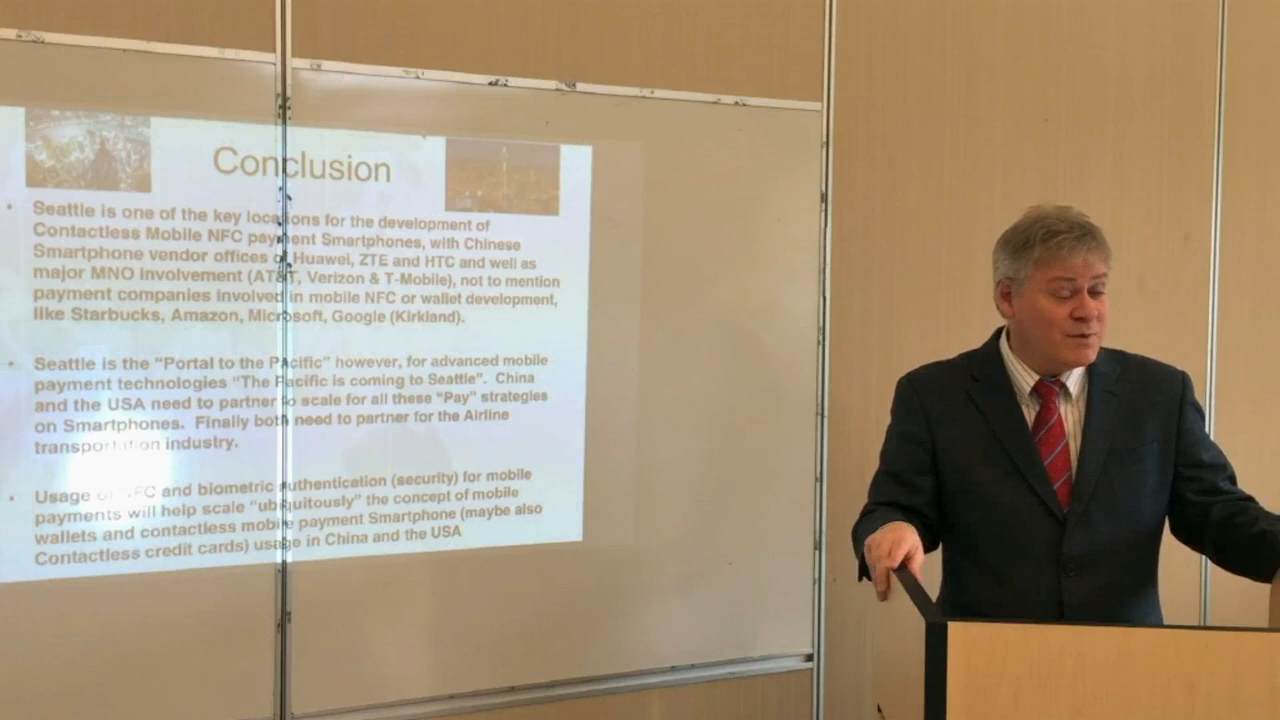 Conclusion
• Seattle is one of the key locations for the development of
Contactless Mobile NFC payment Smartphones, with Chinese
Smartphone vendor offices of Huawei, ZTE and HTC and well as
major MNO Involvement (AT&T, Verizon & T-Mobile), not to mention
payment companies involved in mobile NFC or wallet development,
like Starbucks, Amazon, Microsoft, Google (Kirkland).
• Seattle is the “Portal to the Pacific” however, for advanced mobile
payment technologies “The Pacific is coming to Seattle”. China
and the USA need to partner to scale for all these “Pay” strategies
on Smartphones. Finally both need to partner for the Airline
transportation industry.
• Usage of NFC and biometric authentication (security) for mobile
payments will help scale “ubiquitously” the concept of mobile
wallets and contactless mobile payment Smartphone (maybe also
Contactless credit cards) usage in China and the USA